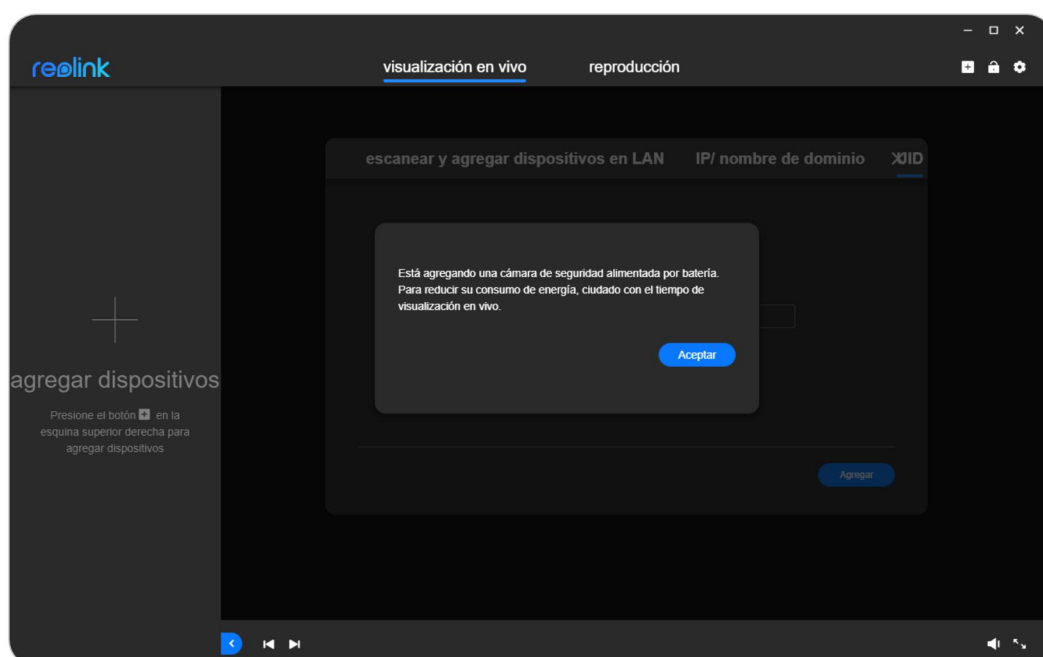 reolink
visualización en vivo
reproducción
escanear y agregar dispositivos en LAN
IP/ nombre de dominio
UID
Está agregando una cámara de seguridad alimentada por batería.
Para reducir su consumo de energía, ciudado con el tiempo de
visualización en vivo.
Aceptar
agregar dispositivos
Presione el botón en la
esquina superior derecha para
agregar dispositivos
Agregar